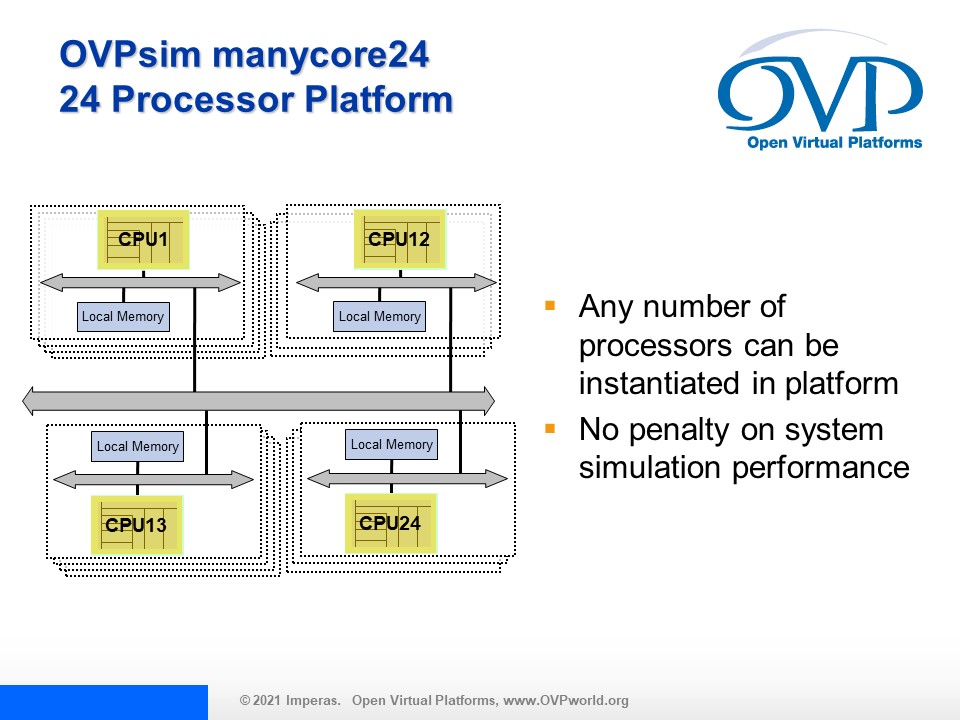 OVPsim manycore24
24 Processor Platform
OVP
Open Virtual Platforms
CPU1
Local Memory
CPU12
Local Memory
Local Memory
CPU13
Local Memory
CPU24
▪ Any number of
processors can be
instantiated in platform
▪ No penalty on system
simulation performance
© 2021 Imperas. Open Virtual Platforms, www.OVPworld.org